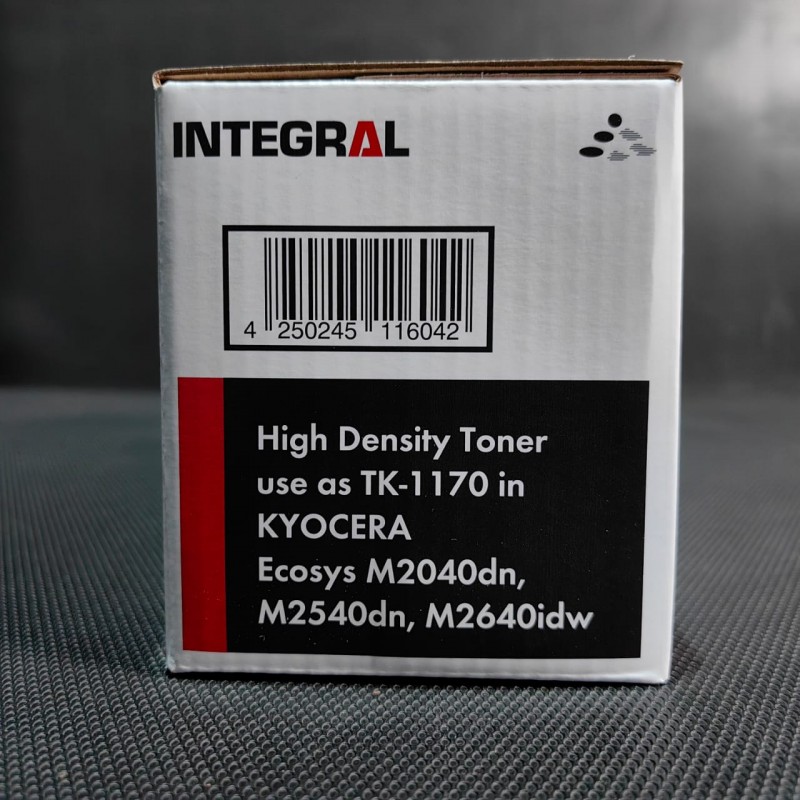 INTEGRAL
4 250245 116042
High Density Toner
use as TK-1170 in
KYOCERA
Ecosys M2040dn,
M2540dn, M2640idw